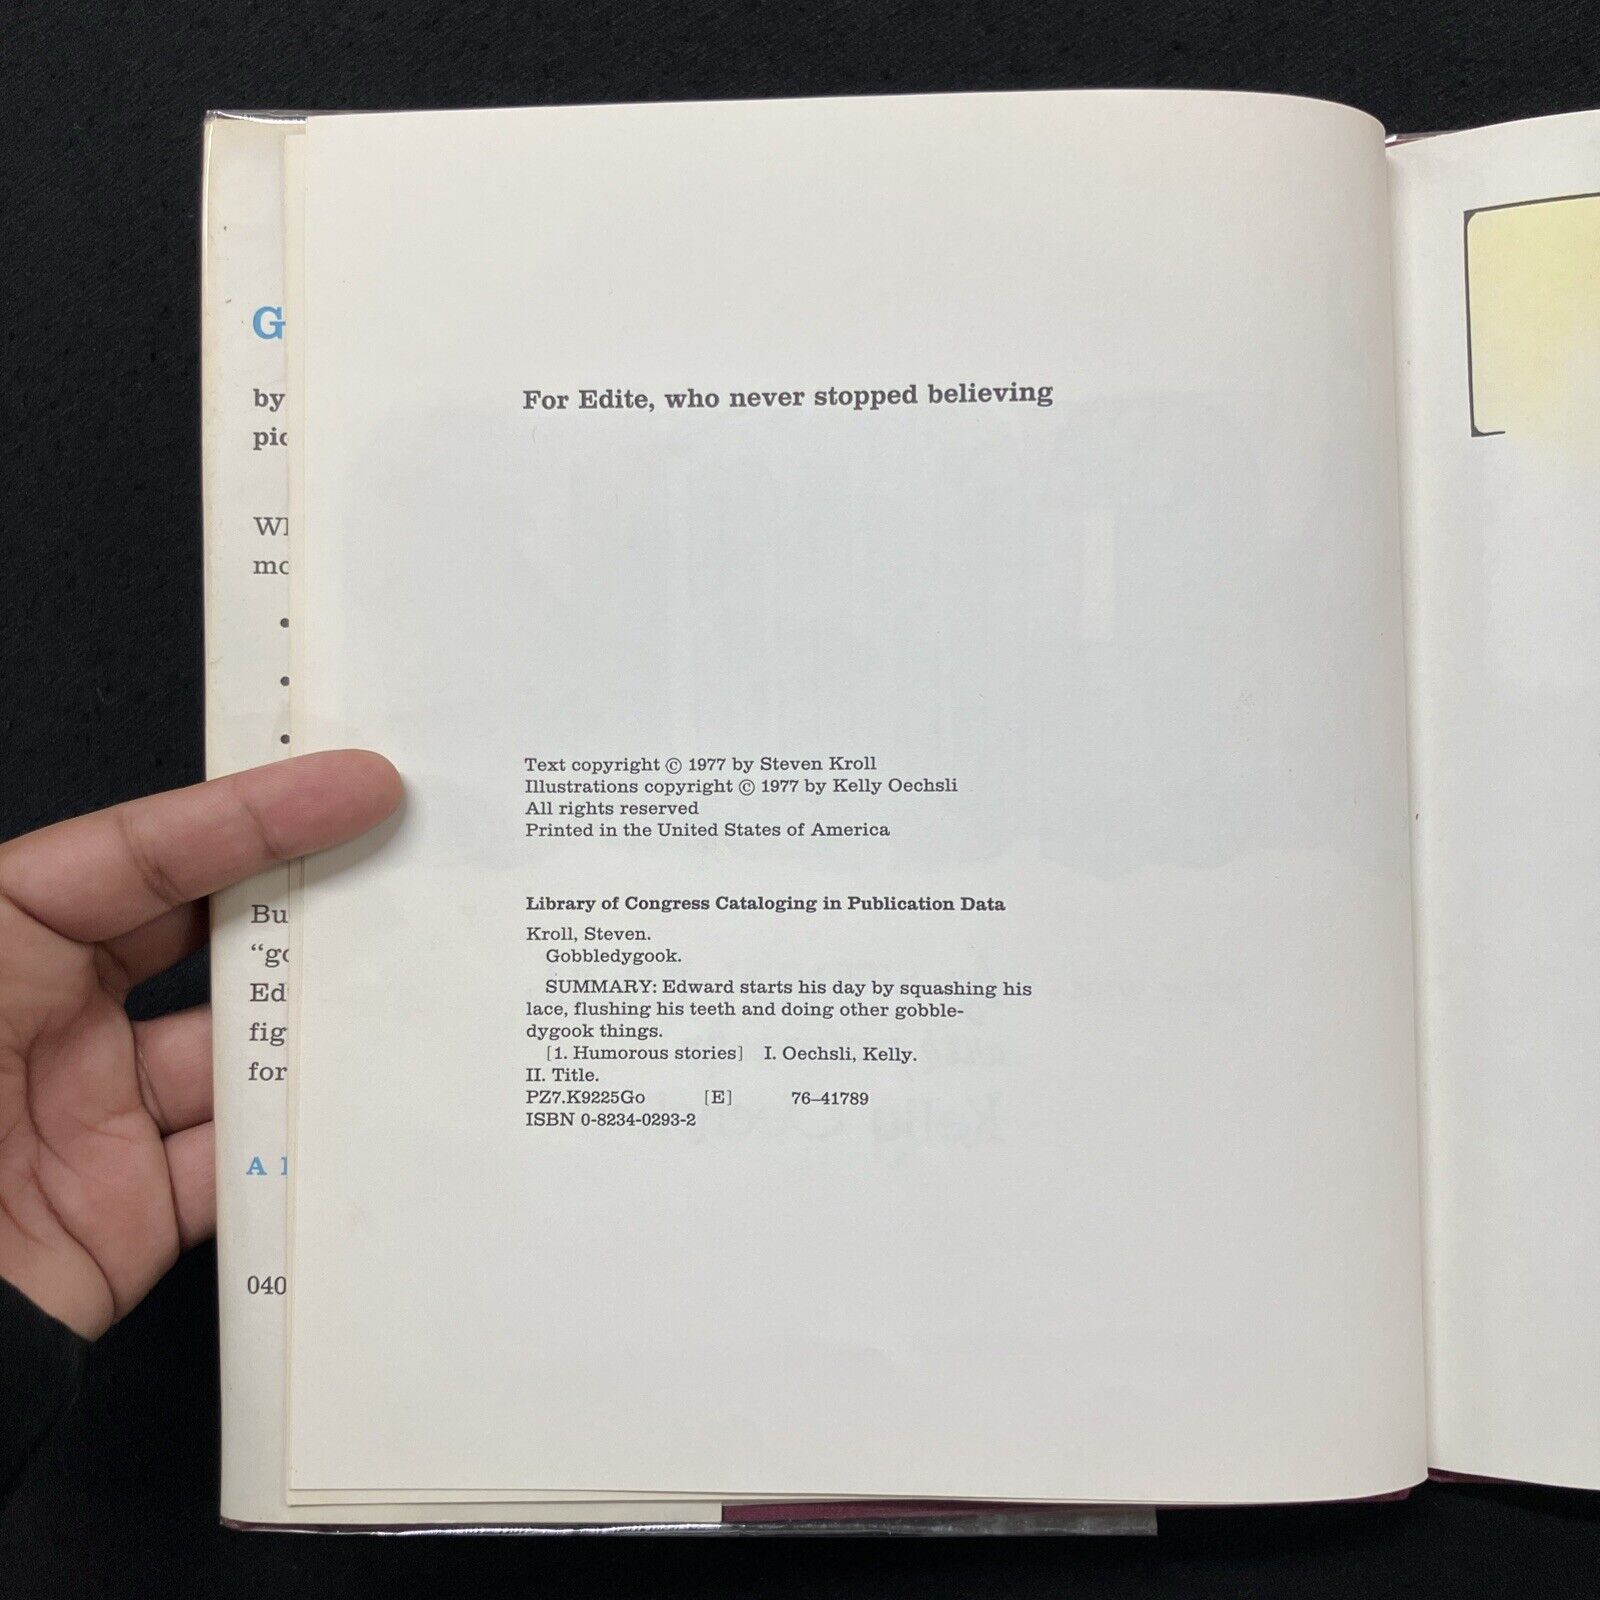 G
by
pic
mo
Bu
"go
Ed
fig
for
A
040
For Edite, who never stopped believing
Text copyright © 1977 by Steven Kroll
Illustrations copyright © 1977 by Kelly Oechsli
All rights reserved
Printed in the United States of America
Library of Congress Cataloging in Publication Data
Kroll, Steven.
Gobbledygook.
SUMMARY: Edward starts his day by squashing his
lace, flushing his teeth and doing other gobble-
dygook things.
[1. Humorous stories] I. Oechsli, Kelly.
II. Title.
PZ7.K9225Go [E] 76–41789
ISBN 0-8234-0293-2